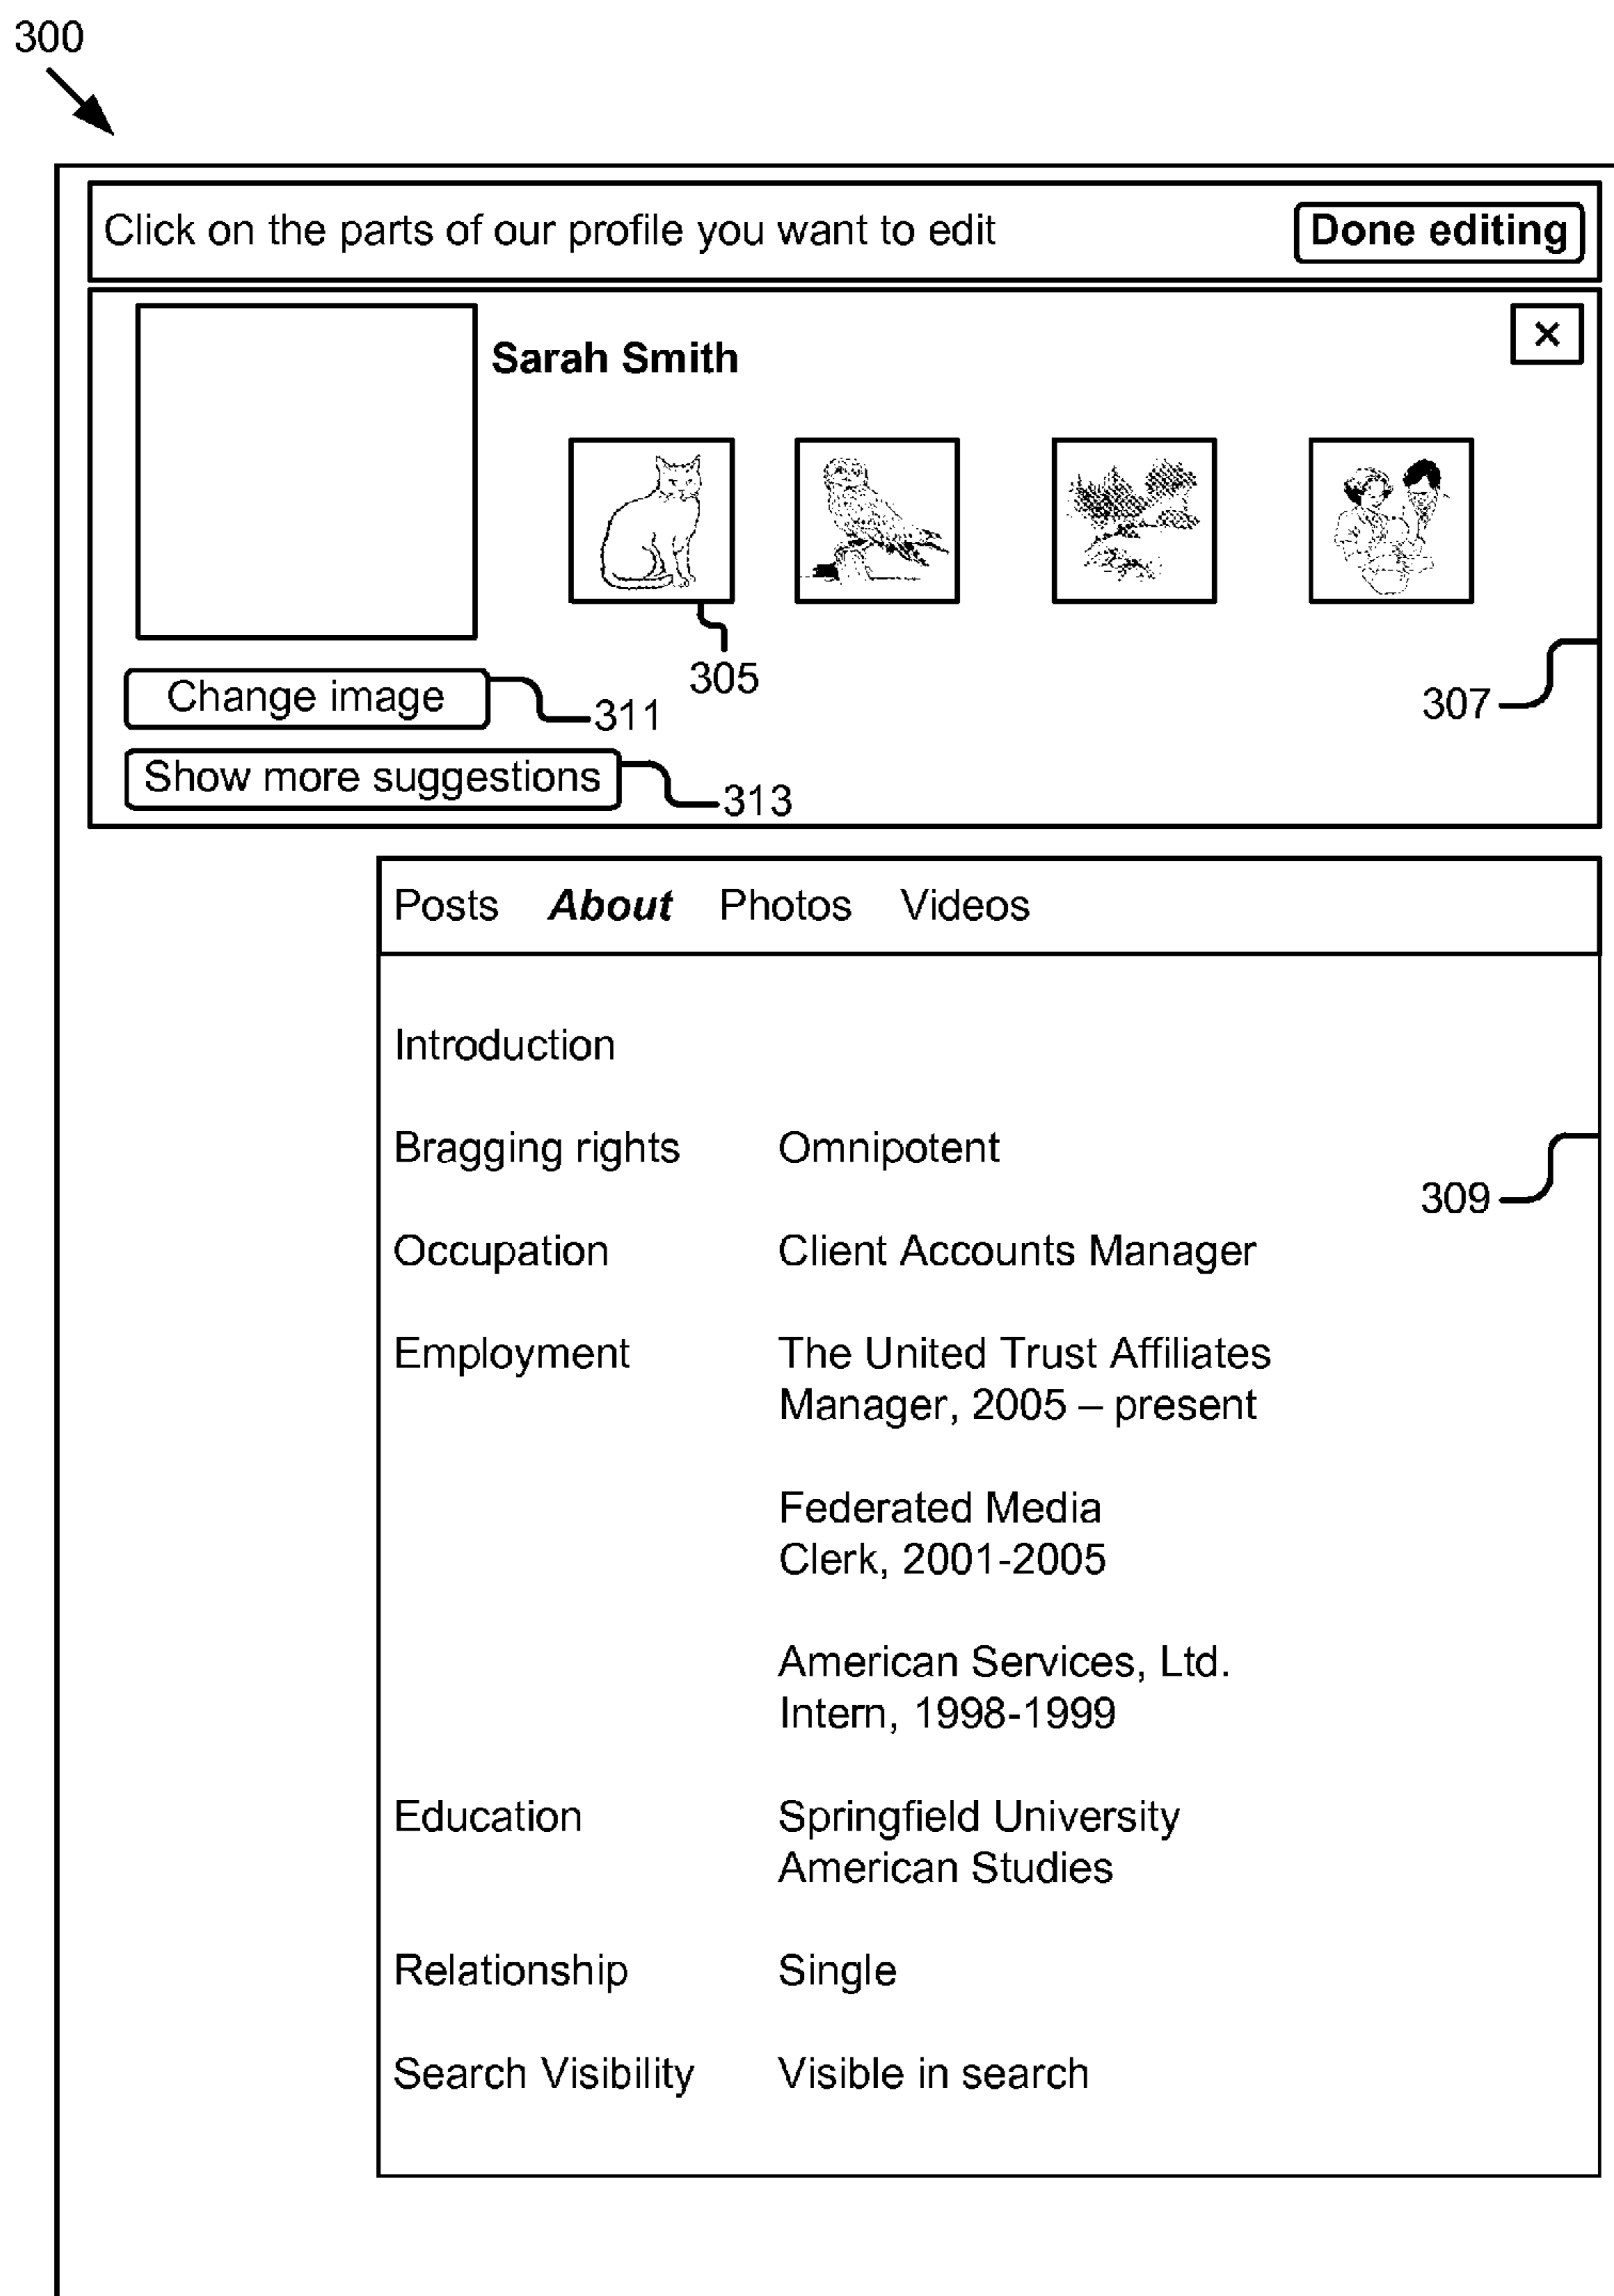 300
Click on the parts of our profile you want to edit
Done editing
×
Sarah Smith
305
307
Change image
311
Show more suggestions
313
Posts About Photos Videos
Introduction
Bragging rights Omnipotent
309
Occupation Client Accounts Manager
Employment The United Trust Affiliates
Manager, 2005 – present
Federated Media
Clerk, 2001-2005
American Services, Ltd.
Intern, 1998-1999
Education Springfield University
American Studies
Relationship Single
Search Visibility Visible in search